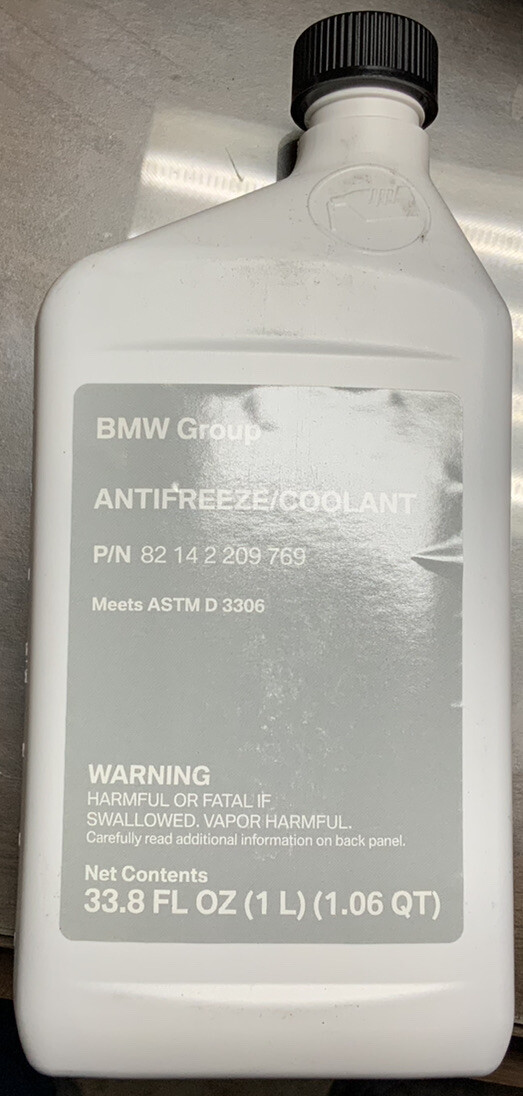 BMW Group
ANTIFREEZE/COOLANT
P/N 82 14 2 209 769
Meets ASTM D 3306
WARNING
HARMFUL OR FATAL IF
SWALLOWED. VAPOR HARMFUL.
Carefully read additional information on back panel.
Net Contents
33.8 FL OZ (1 L) (1.06 QT)